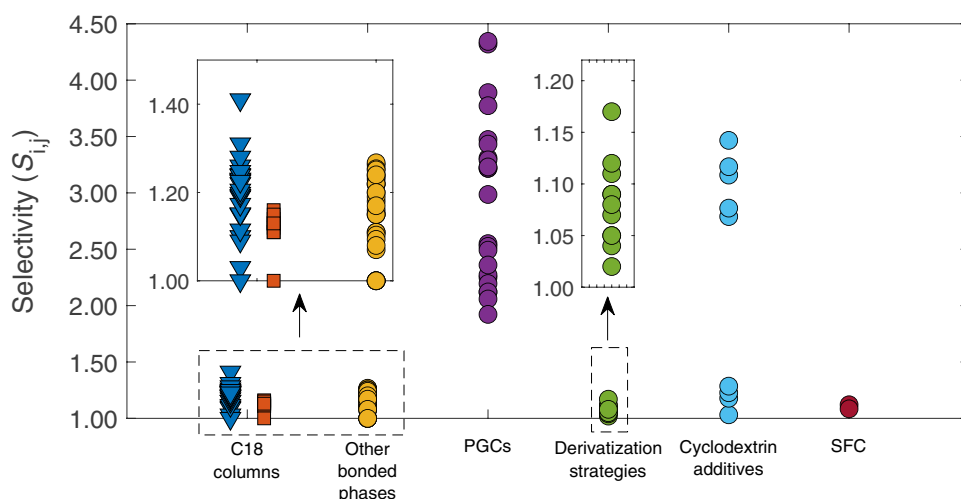 4.50
4.00
3.50
3.00
2.50
2.00
1.50
1.00
Selectivity (Si,j)
1.40
1.20
1.00
1.20
1.15
1.10
1.05
1.00
C18
columns
Other
bonded
phases
PGCs
Derivatization
strategies
Cyclodextrin
additives
SFC